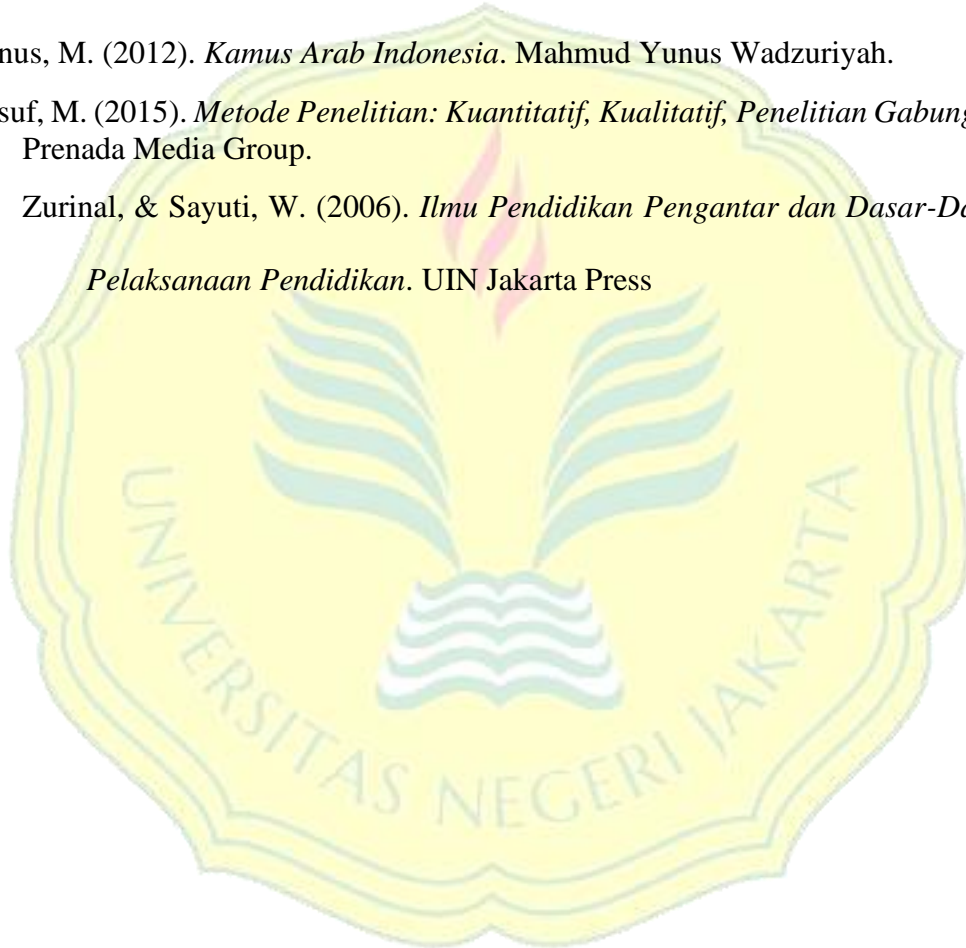 nus, M. (2012). Kamus Arab Indonesia. Mahmud Yunus Wadzuriyah.
suf, M. (2015). Metode Penelitian: Kuantitatif, Kualitatif, Penelitian Gabung
Prenada Media Group.
Zurinal, & Sayuti, W. (2006). Ilmu Pendidikan Pengantar dan Dasar-Da
Pelaksanaan Pendidikan. UIN Jakarta Press
UNIVERSITAS NEGERI JAKARTA